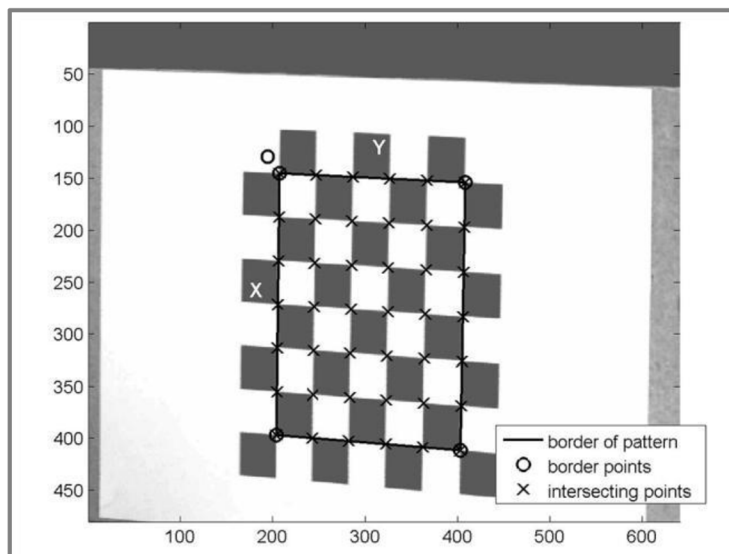 50
100
150
200
250
300
350
400
450
O
Y
X
border of pattern
border points
intersecting points
100 200 300 400 500 600